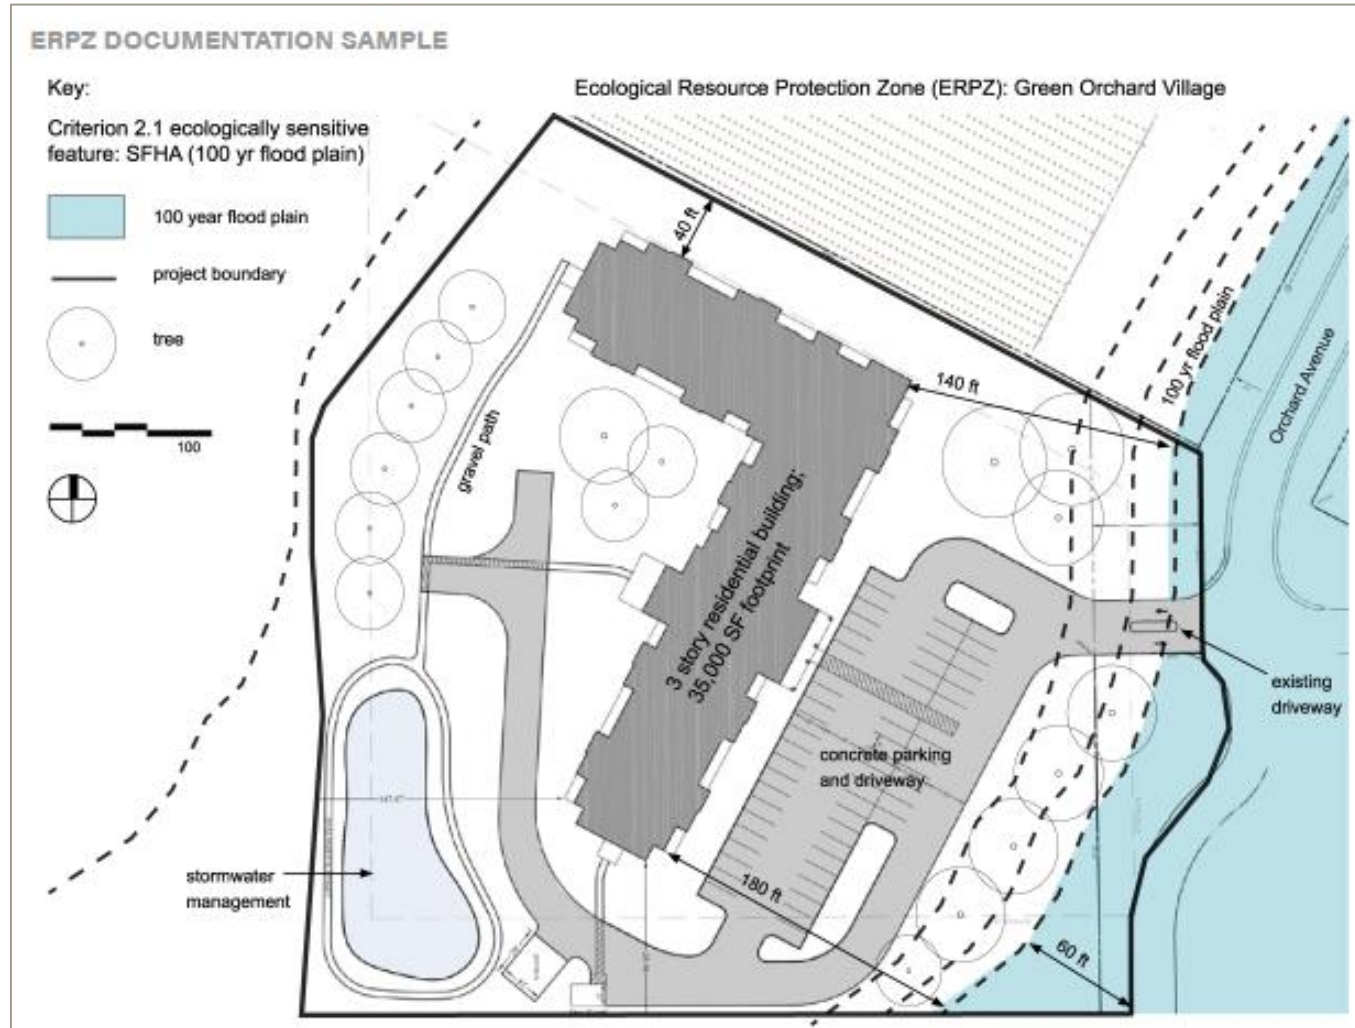 ERPZ DOCUMENTATION SAMPLE
Key:
Ecological Resource Protection Zone (ERPZ): Green Orchard Village
Criterion 2.1 ecologically sensitive
feature: SFHA (100 yr flood plain)
100 year flood plain
project boundary
tree
100
40 ft
140 ft
100 yr flood plain
Orchard Avenue
gravel path
3 story residential building;
35,000 SF footprint
existing
driveway
concrete parking
and driveway
stormwater
management
180 ft
60 ft